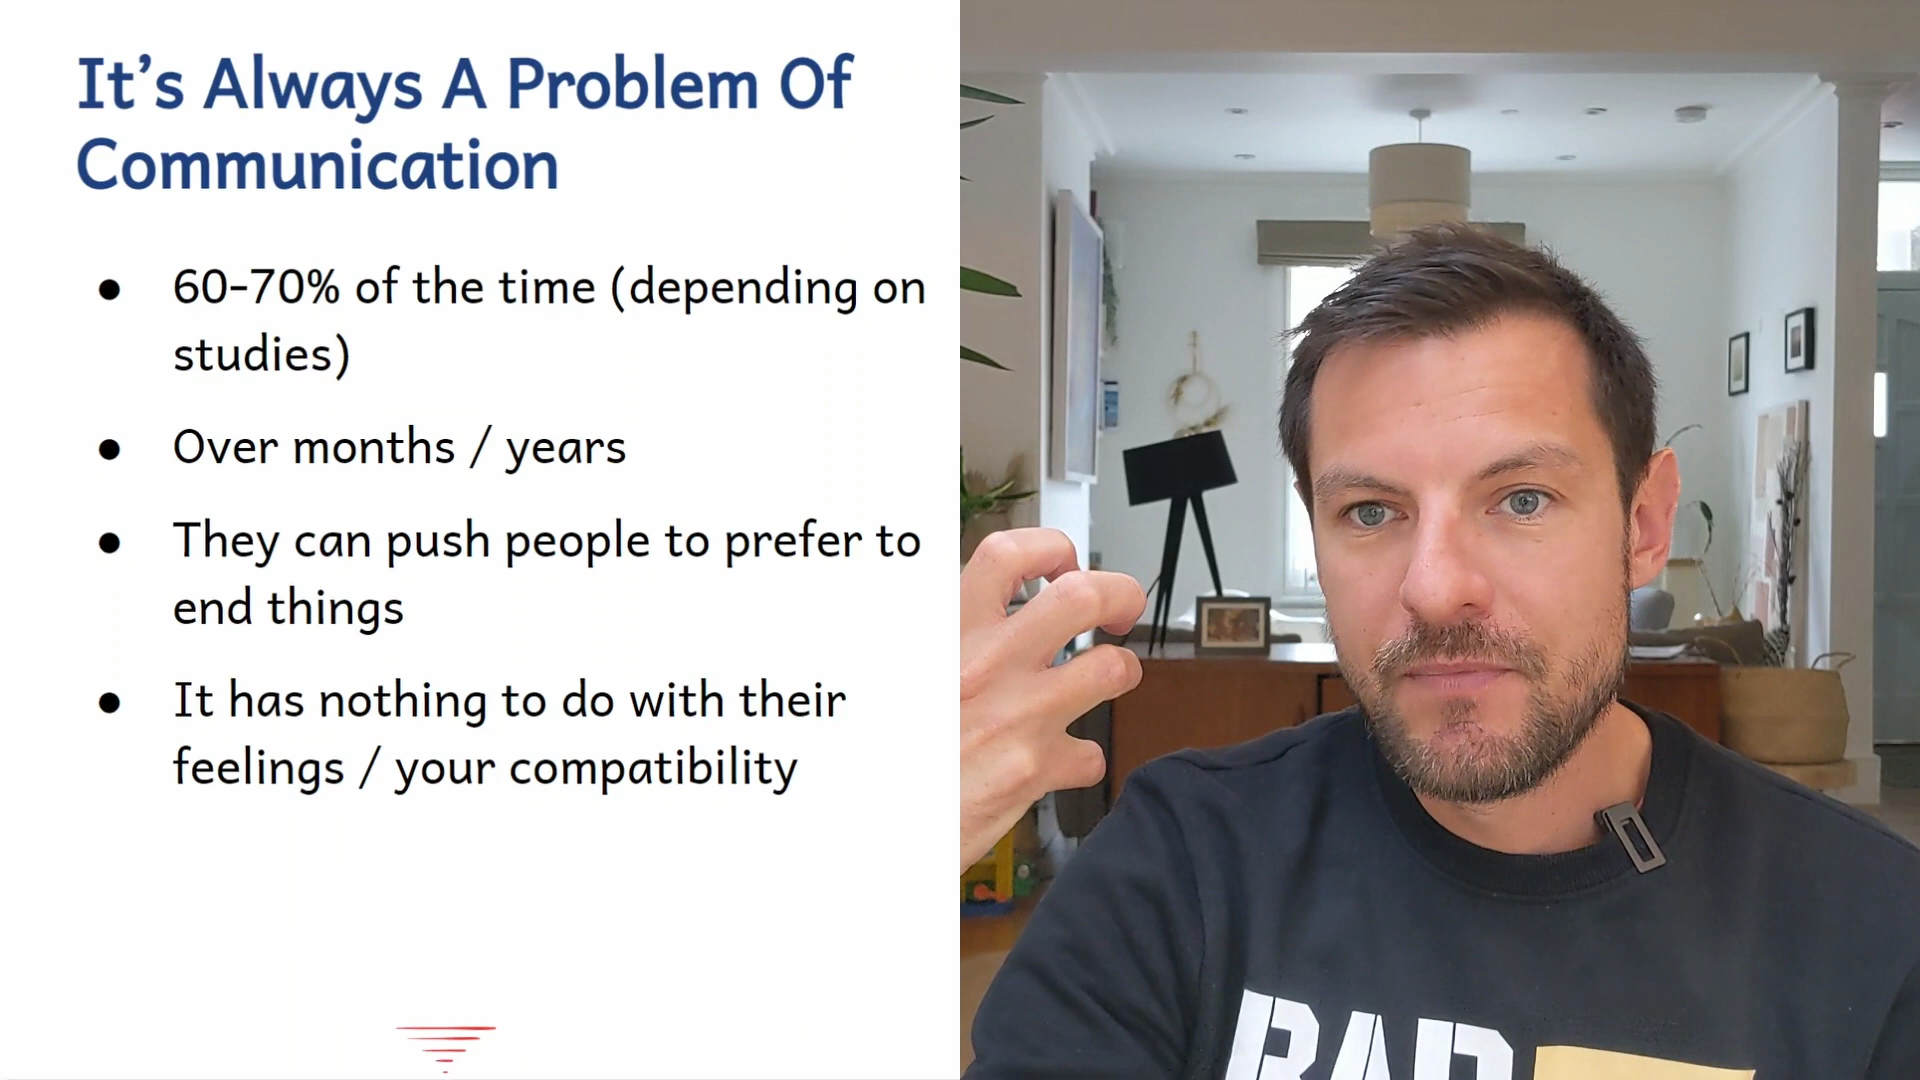 It’s Always A Problem Of
Communication
● 60-70% of the time (depending on
studies)
● Over months / years
● They can push people to prefer to
end things
● It has nothing to do with their
feelings / your compatibility